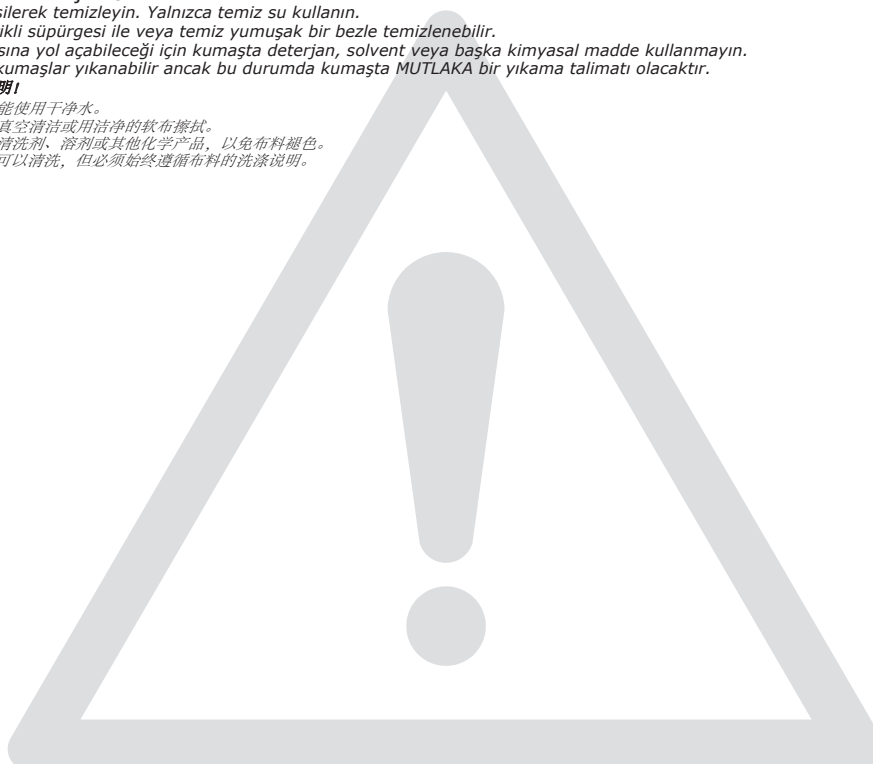 silerek temizleyin. Yalnızca temiz su kullanın.
ikli süpürgesi ile veya temiz yumuşak bir bezle temizlenebilir.
sına yol açabileceği için kumaşta deterjan, solvent veya başka kimyasal madde kullanmayın.
kumaşlar yıkanabilir ancak bu durumda kumaşta MUTLAKA bir yıkama talimatı olacaktır.
明!
能使用干净水。
真空清洁或用洁净的软布擦拭。
清洗剂、溶剂或其他化学产品, 以免布料褪色。
可以清洗, 但必须始终遵循布料的洗涤说明。